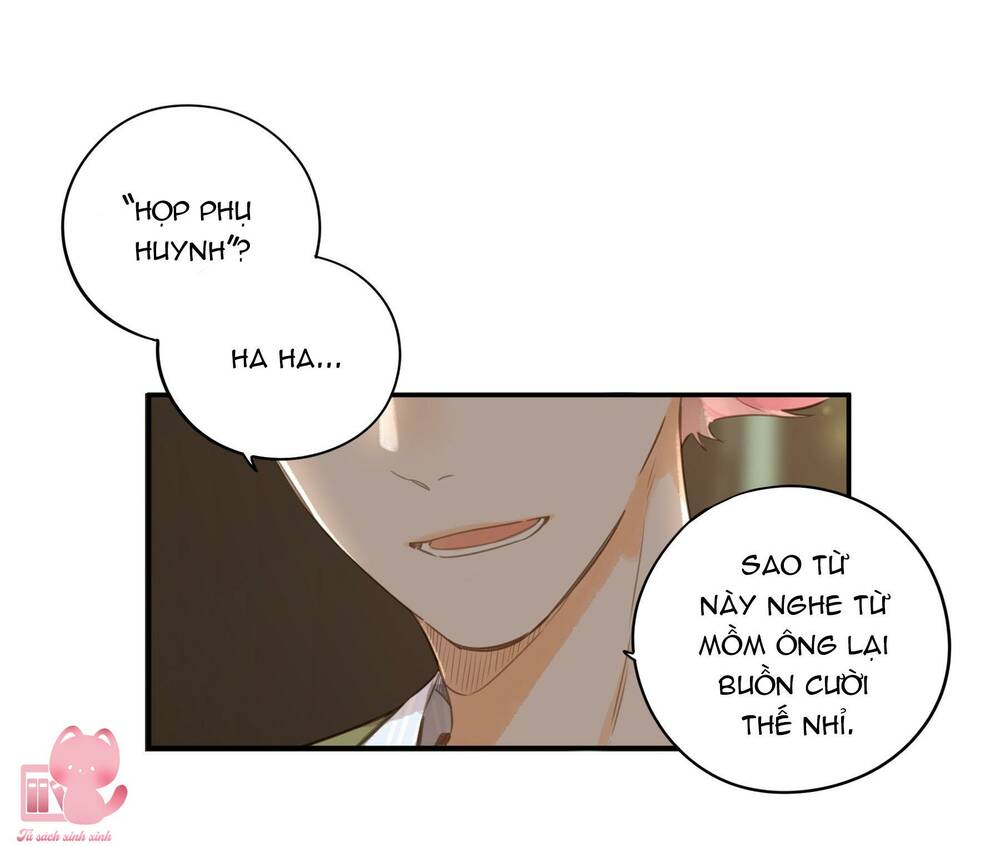 “HỌP PHỤ
HUYNH”?
HA HA...
SAO TỪ
NÀY NGHE TỪ
MỒM ÔNG LẠI
BUỒN CƯỜI
THẾ NHỈ.
Tủ sách xinh xinh